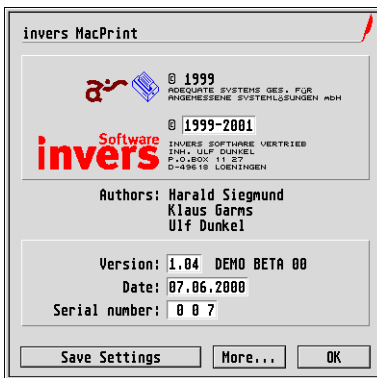 invers MacPrint
as
© 1999
ADEQUATE SYSTEMS GES. FÜR
ANGEMESSENE SYSTEMLÖSUNGEN mbH
© 1999-2001
Software
invers
INVERS SOFTWARE VERTRIEB
INH. ULF DUNKEL
P.O.BOX 11 27
D-49618 LOENINGEN
Authors: Harald Siegmund
Klaus Garms
Ulf Dunkel
Version: 1.04 DEMO BETA 00
Date: 07.06.2000
Serial number: 0 0 7
Save Settings More... OK